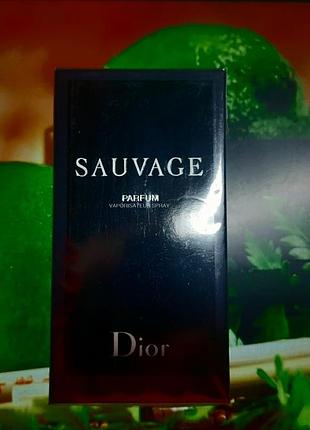 SAUVAGE
PARFUM
VAPORISATEUR SPRAY
Dior